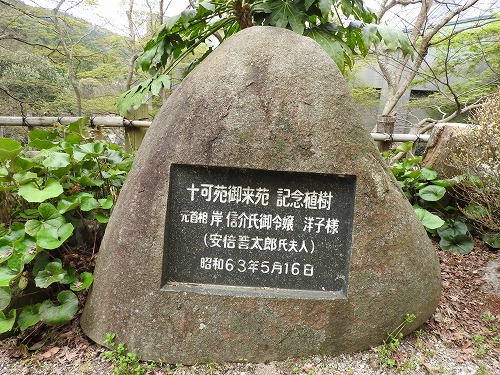 十可苑御来苑 記念植樹
元首相 岸 信介氏御令嬢 洋子様
(安倍晋太郎氏夫人)
昭和63年5月16日